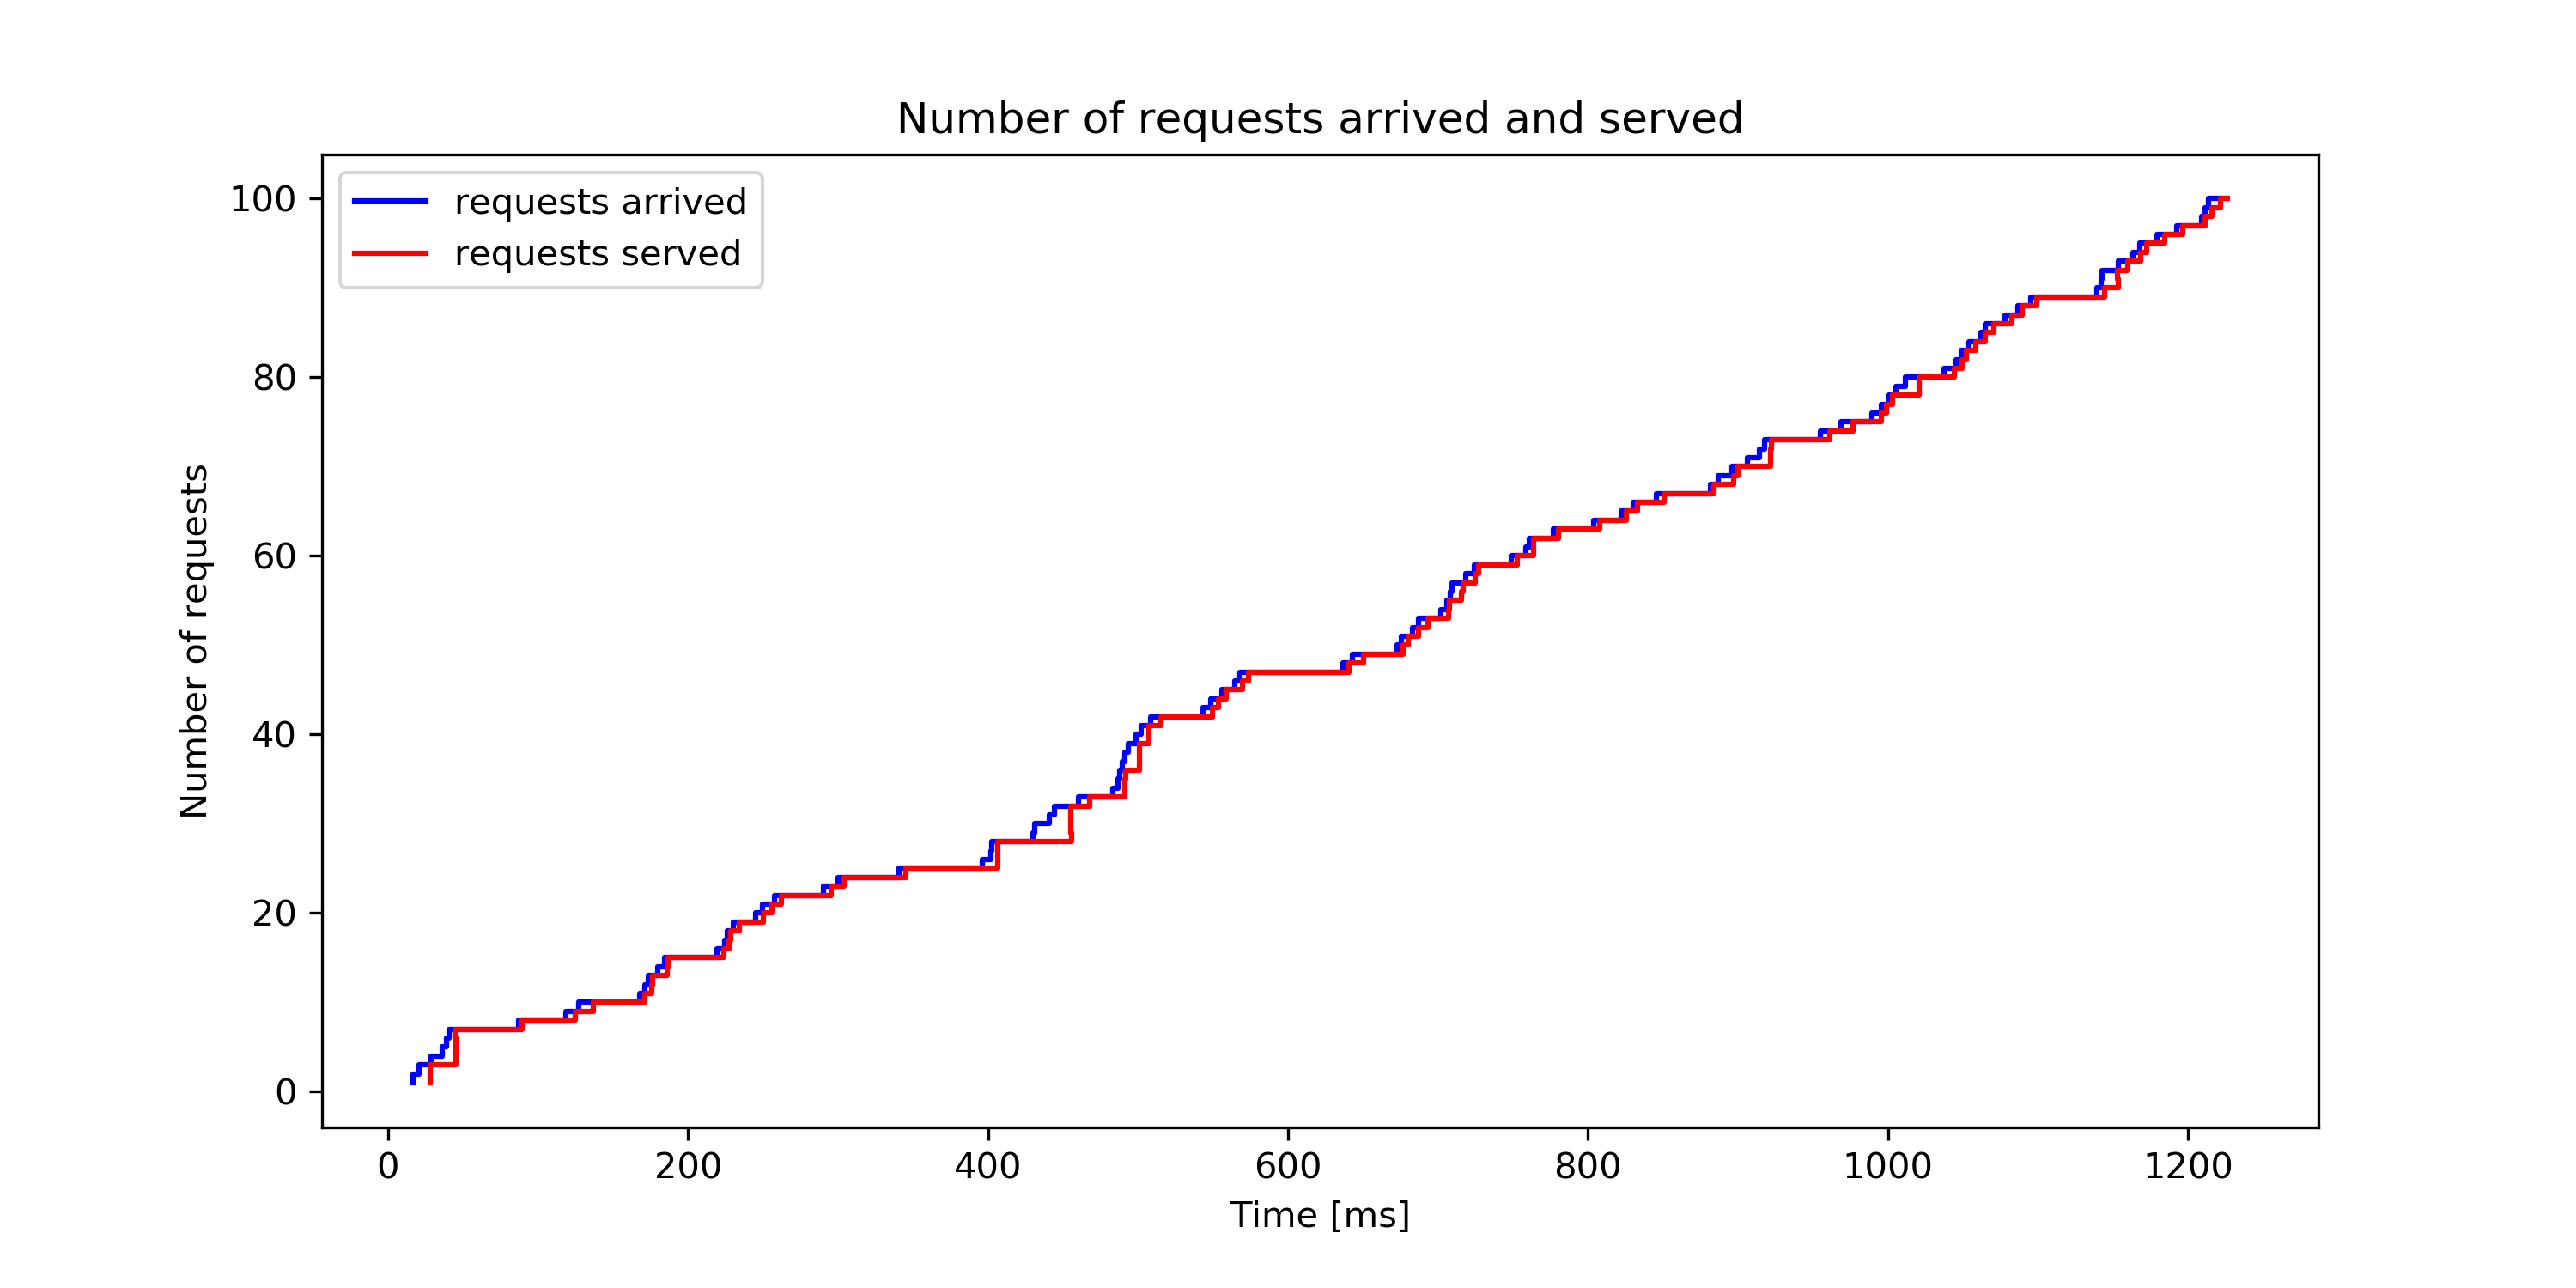 Number of requests arrived and served
requests arrived
requests served
100
80
60
40
20
0
Number of requests
0 200 400 600 800 1000 1200
Time [ms]